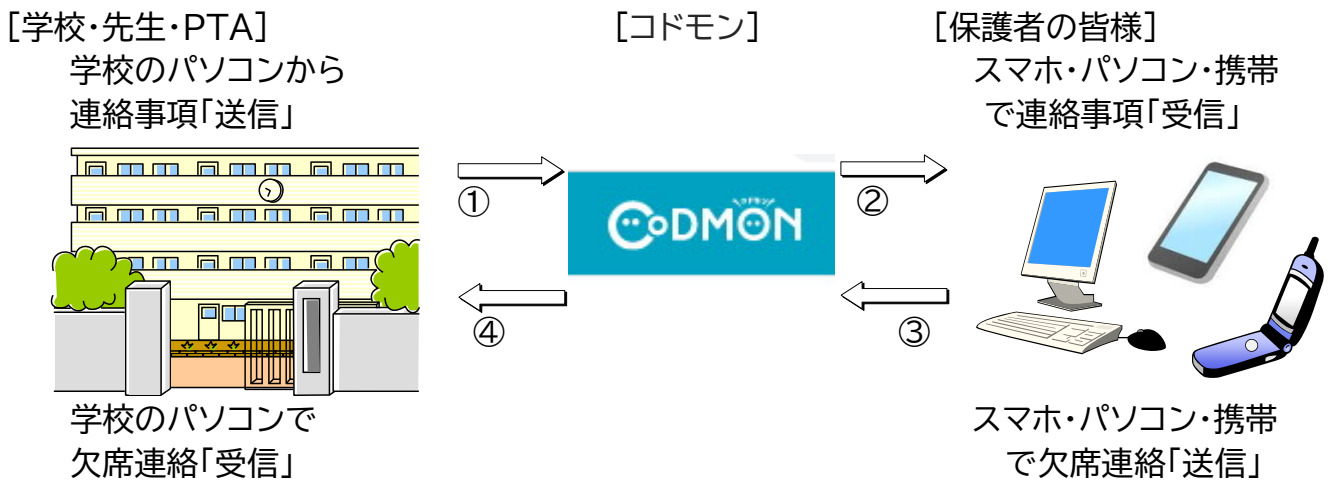 [学校・先生・PTA]
学校のパソコンから
連絡事項「送信」
[コドモン]
[保護者の皆様]
スマホ・パソコン・携帯
で連絡事項「受信」
①
②
コドモン
CoDMON
④
③
学校のパソコンで
欠席連絡「受信」
スマホ・パソコン・携帯
で欠席連絡「送信」